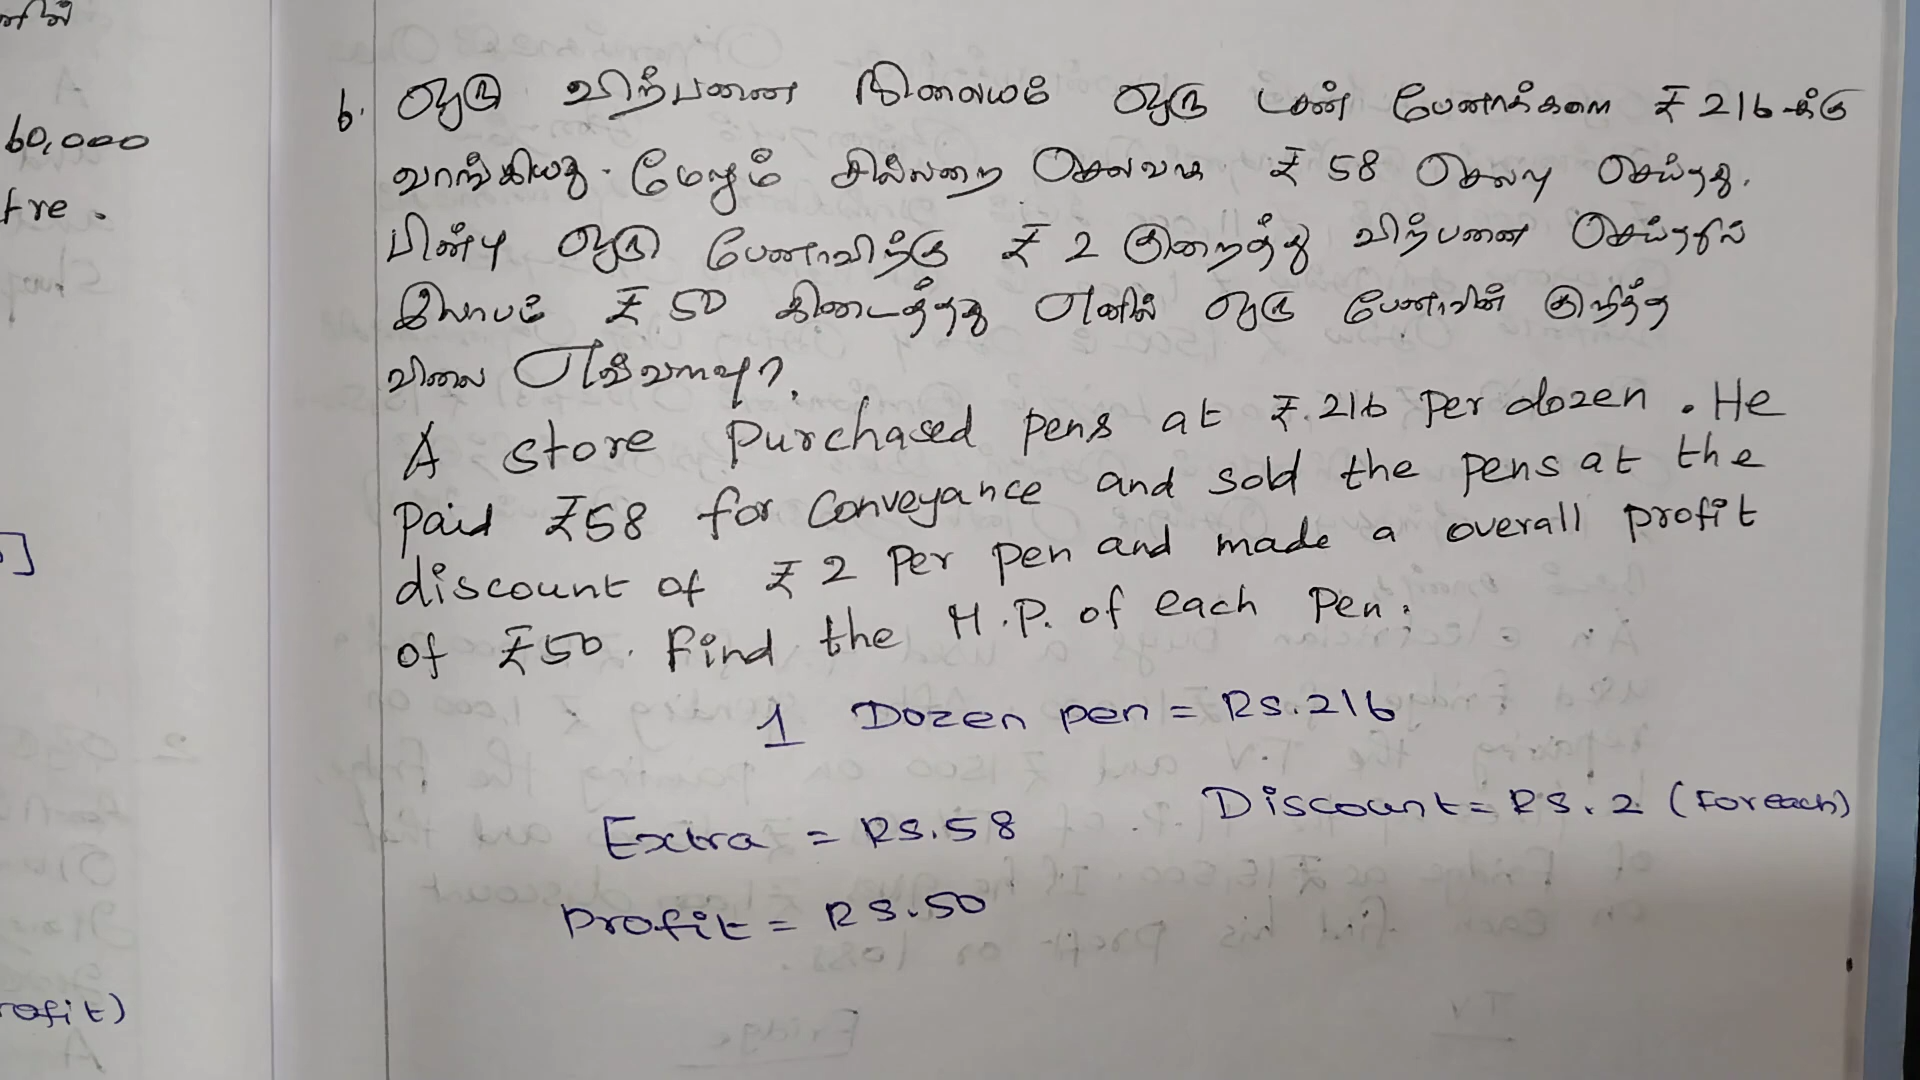 60,000
fre.
rofit)
6. ஒரு விற்பனை நிலையம் ஒரு டசன் பேனாக்களை ₹ 216-க்கு
வாங்கியது. மேலும் சில்லறை செலவாக ₹ 58 செலவு செய்தது.
பின்பு ஒரு பேனாவிற்கு ₹ 2 குறைத்து விற்பனை செய்ததில்
இலாபம் ₹ 50 கிடைத்தது எனில் ஒரு பேனாவின் குறித்த
விலை எவ்வளவு?
A store purchased pens at ₹.216 per dozen. He
paid ₹58 for conveyance and sold the pens at the
discount of ₹ 2 per pen and made a overall profit
of ₹50. Find the M.P. of each pen.
1 Dozen pen = RS.216
Extra = RS.58 Discount = RS.2 (For each)
Profit = RS.50